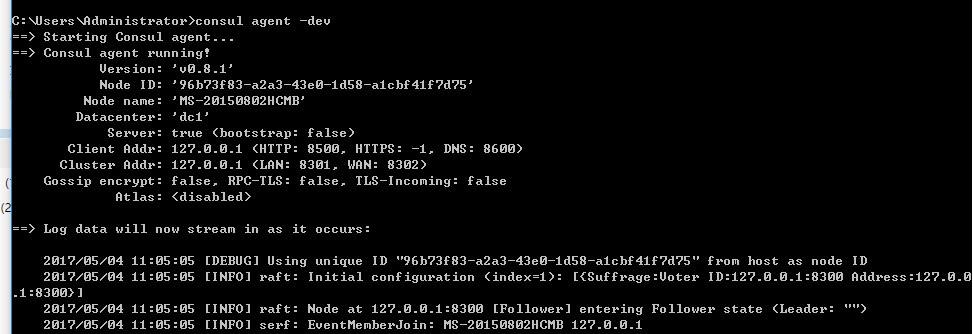 C:\Users\Administrator>consul agent -dev
==> Starting Consul agent...
==> Consul agent running!
Version: 'v0.8.1'
Node ID: '96b73f83-a2a3-43e0-1d58-a1cbf41f7d75'
Node name: 'MS-20150802HCMB'
Datacenter: 'dc1'
Server: true (bootstrap: false)
Client Addr: 127.0.0.1 (HTTP: 8500, HTTPS: -1, DNS: 8600)
Cluster Addr: 127.0.0.1 (LAN: 8301, WAN: 8302)
Gossip encrypt: false, RPC-TLS: false, TLS-Incoming: false
Atlas: <disabled>
==> Log data will now stream in as it occurs:
2017/05/04 11:05:05 [DEBUG] Using unique ID "96b73f83-a2a3-43e0-1d58-a1cbf41f7d75" from host as node ID
2017/05/04 11:05:05 [INFO] raft: Initial configuration (index=1): [{Suffrage:Voter ID:127.0.0.1:8300 Address:127.0.0
.1:8300}]
2017/05/04 11:05:05 [INFO] raft: Node at 127.0.0.1:8300 [Follower] entering Follower state (Leader: "")
2017/05/04 11:05:05 [INFO] serf: EventMemberJoin: MS-20150802HCMB 127.0.0.1